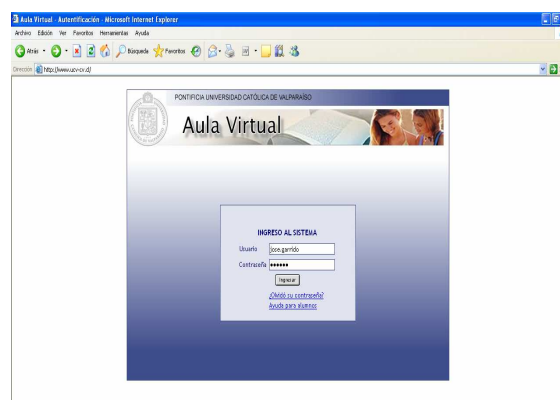 Aula Virtual - Autentificación - Microsoft Internet Explorer
Archivo Edición Ver Favoritos Herramientas Ayuda
Atrás Búsqueda Favoritos
Dirección http://www.ucv-cv.cl/
PONTIFICIA UNIVERSIDAD CATÓLICA DE VALPARAÍSO
Aula Virtual
INGRESO AL SISTEMA
Usuario jose.garrido
Contraseña ••••••
Ingresar
¿Olvidó su contraseña?
Ayuda para alumnos